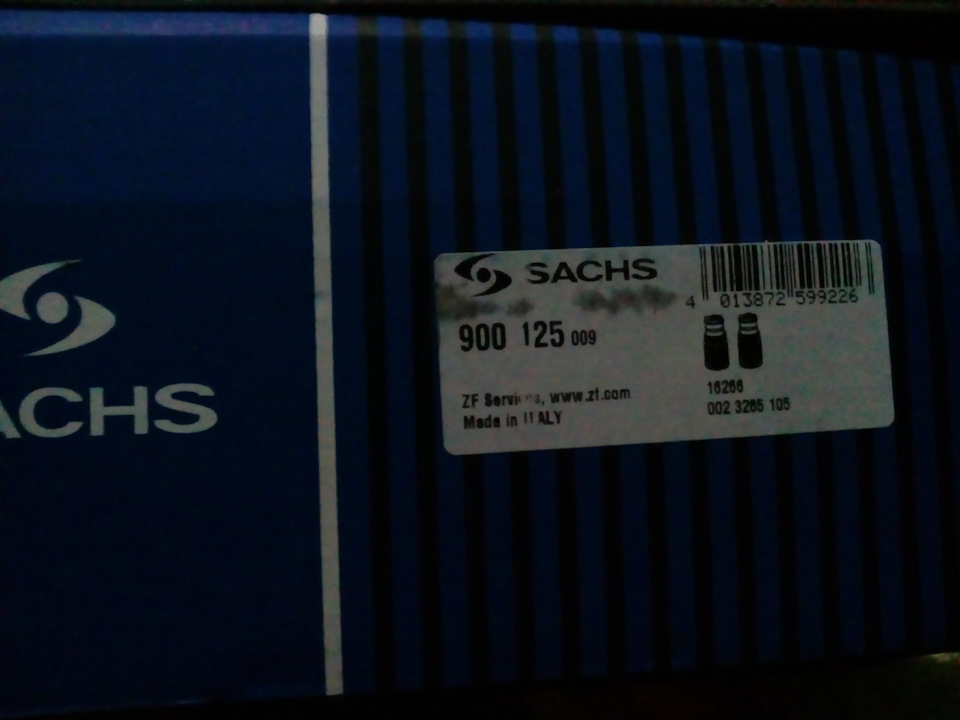 ACHS
SACHS
4 013872 599226
900 125 009
16266
ZF Services, www.zf.com
002 3265 105
Made in ITALY